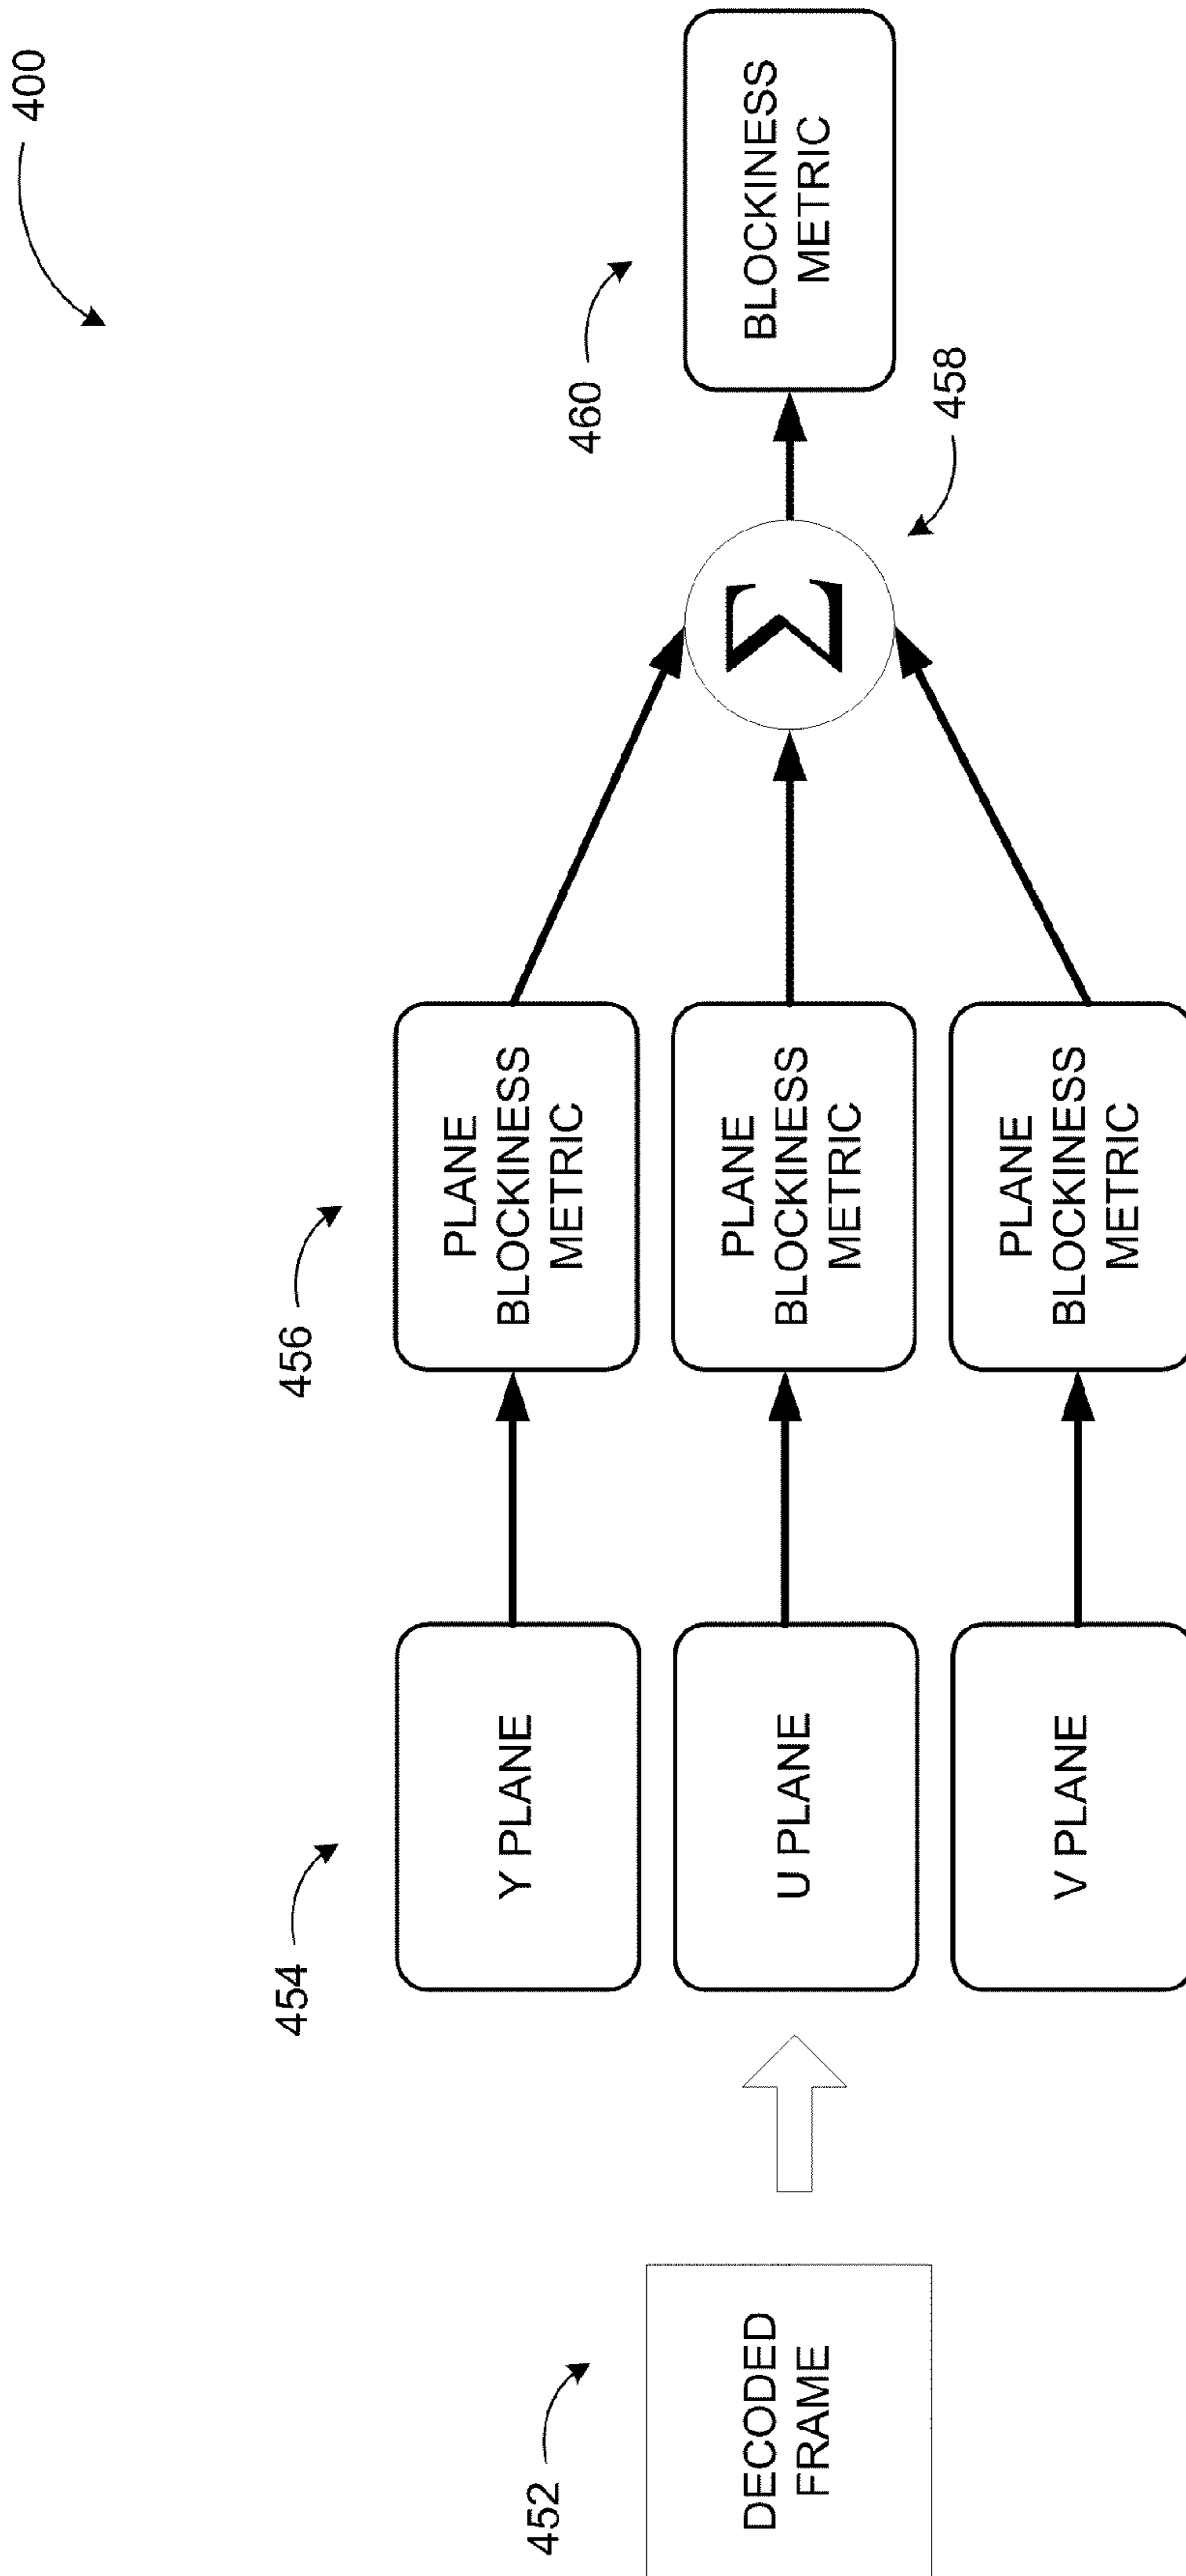 400
452
DECODED
FRAME
454
Y PLANE
U PLANE
V PLANE
456
PLANE
BLOCKINESS
METRIC
PLANE
BLOCKINESS
METRIC
PLANE
BLOCKINESS
METRIC
Σ
458
460
BLOCKINESS
METRIC